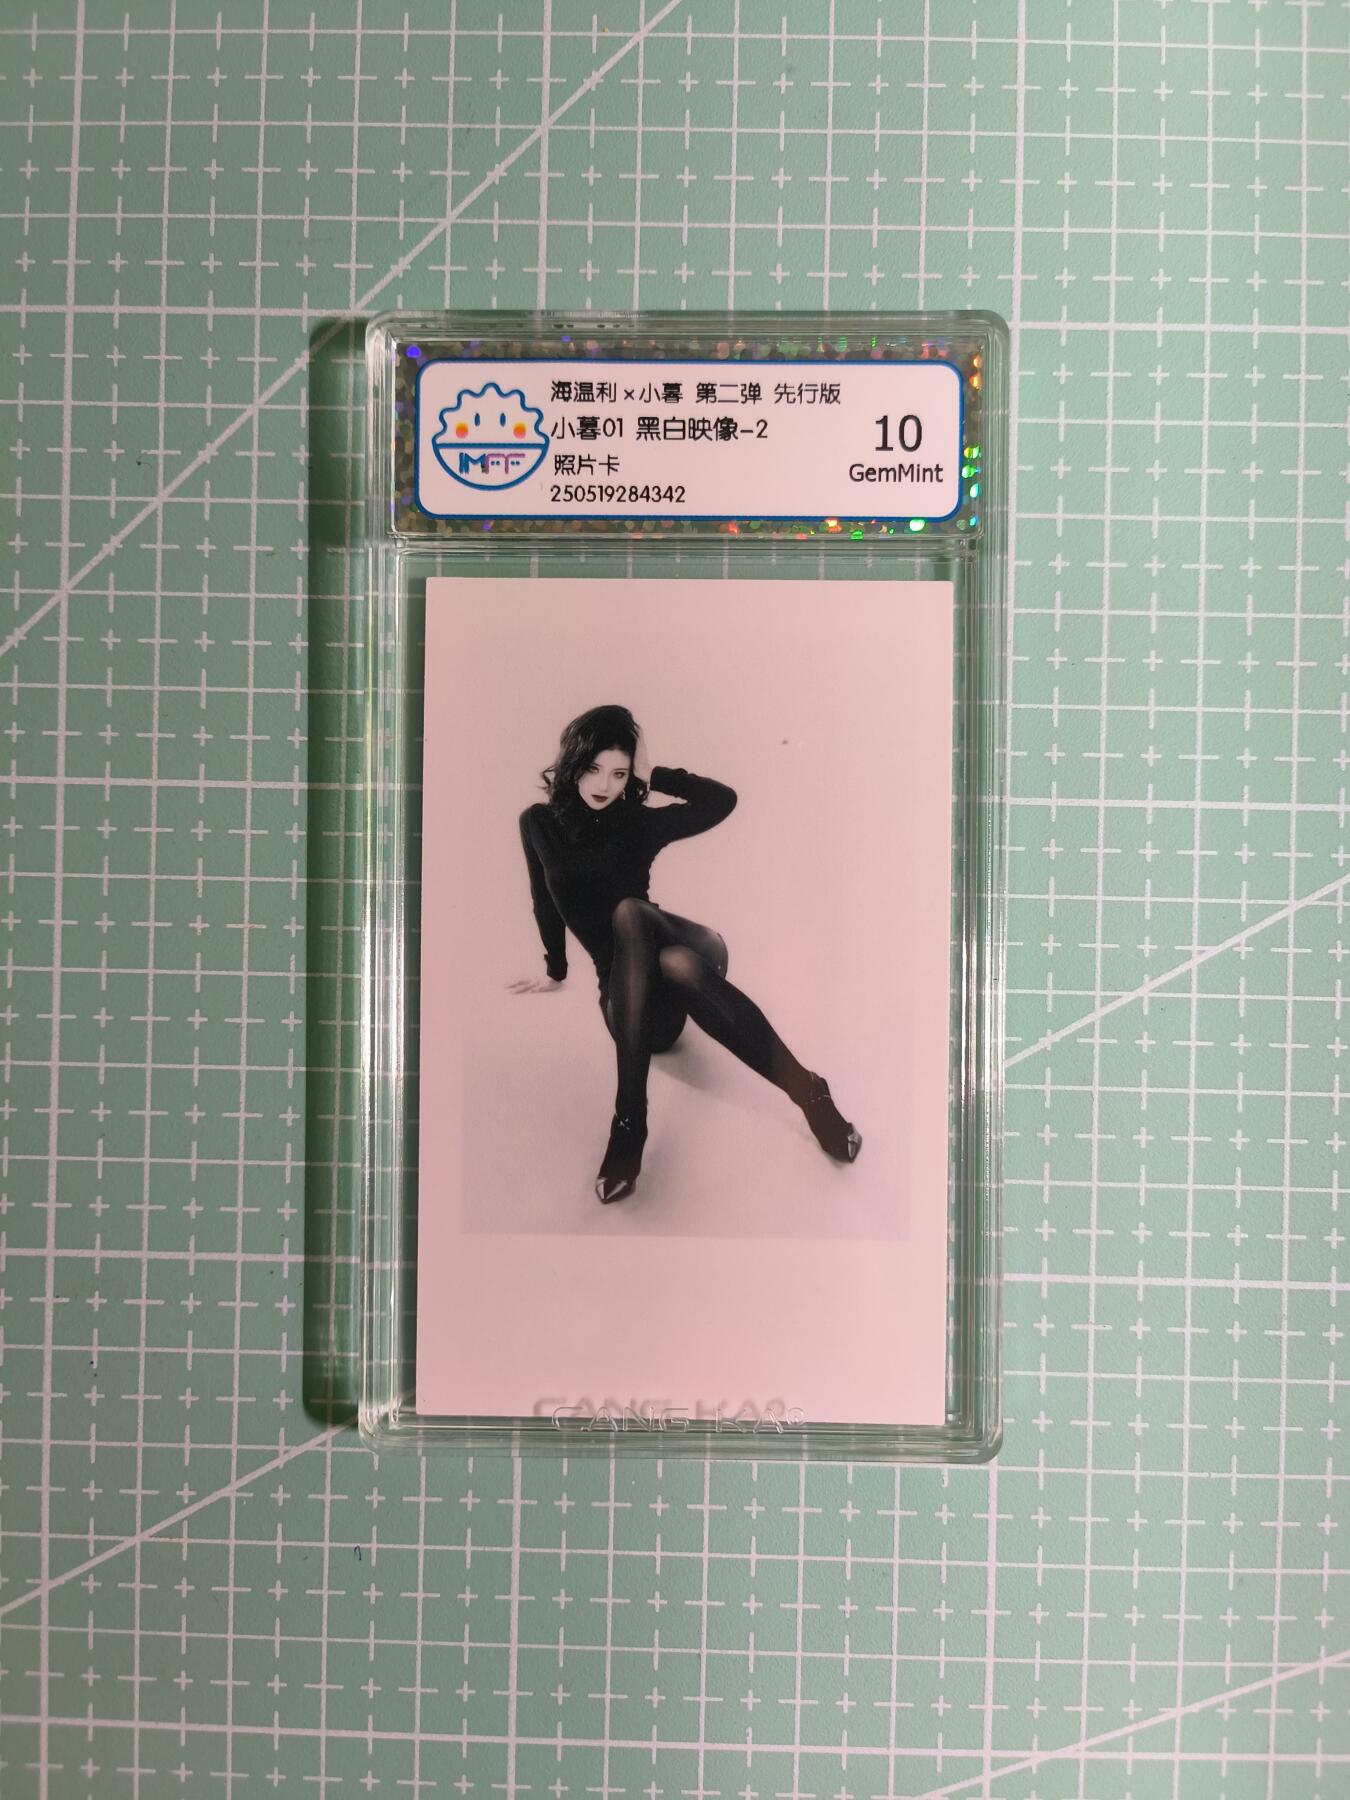 海温利×小暮 第二弹 先行版
小暮01 黑白映像-2
照片卡
250519284342
10
GemMint
IMFF
CANG KA®